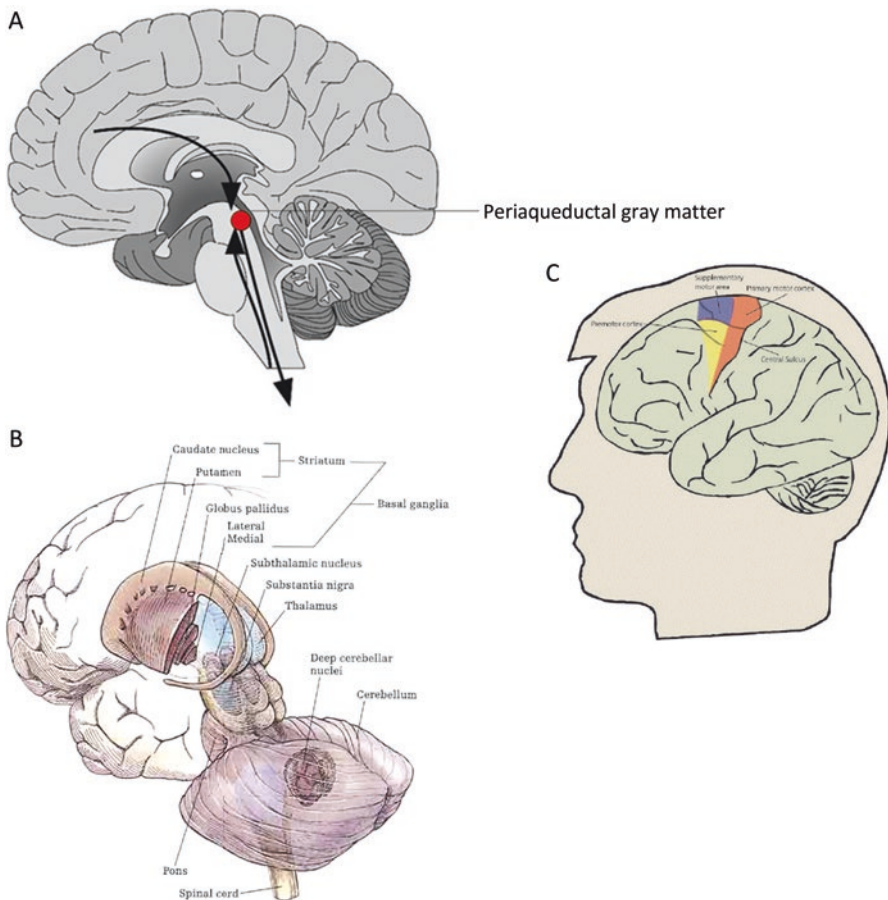 A
Periaqueductal gray matter
C
Supplementary
motor area
Primary motor cortex
Premotor cortex
Central Sulcus
B
Caudate nucleus
Striatum
Putamen
Basal ganglia
Globus pallidus
Lateral
Medial
Subthalamic nucleus
Substantia nigra
Thalamus
Deep cerebellar
nuclei
Cerebellum
Pons
Spinal cord